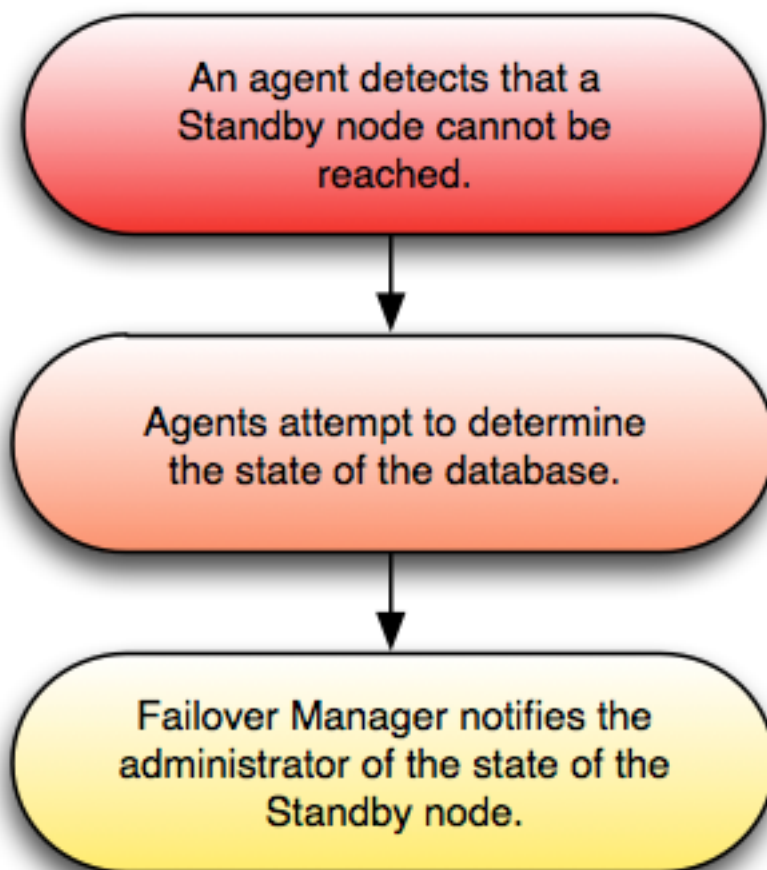 An agent detects that a
Standby node cannot be
reached.
Agents attempt to determine
the state of the database.
Failover Manager notifies the
administrator of the state of the
Standby node.